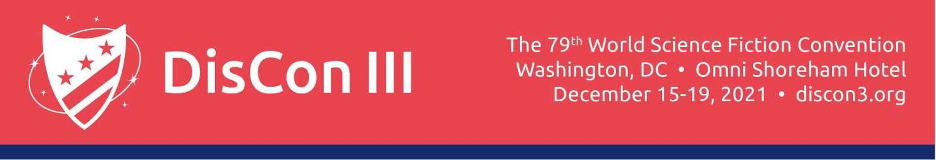 DisCon III
The 79th World Science Fiction Convention
Washington, DC • Omni Shoreham Hotel
December 15-19, 2021 • discon3.org